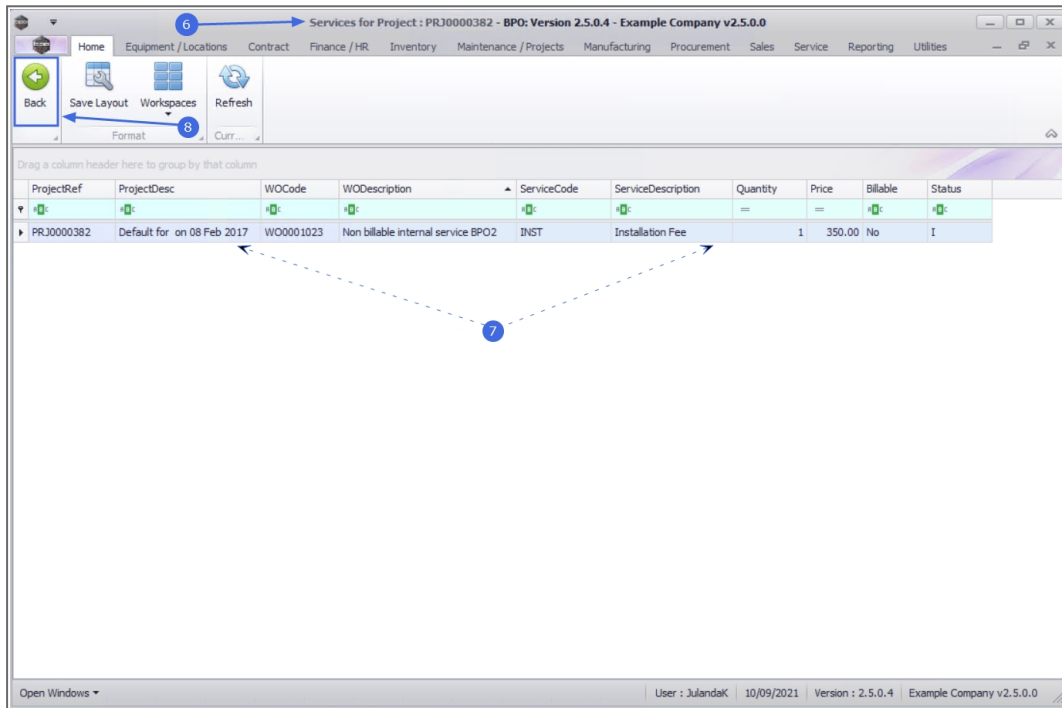 6
Services for Project : PRJ0000382 - BPO: Version 2.5.0.4 - Example Company v2.5.0.0
Home Equipment / Locations Contract Finance / HR Inventory Maintenance / Projects Manufacturing Procurement Sales Service Reporting Utilities
Back Save Layout Workspaces Refresh
8
Format Curr...
Drag a column header here to group by that column
ProjectRef ProjectDesc WOCode WODescription ServiceCode ServiceDescription Quantity Price Billable Status
= =
PRJ0000382 Default for on 08 Feb 2017 WO0001023 Non billable internal service BPO2 INST Installation Fee 1 350.00 No I
7
Open Windows User : JulandaK 10/09/2021 Version : 2.5.0.4 Example Company v2.5.0.0